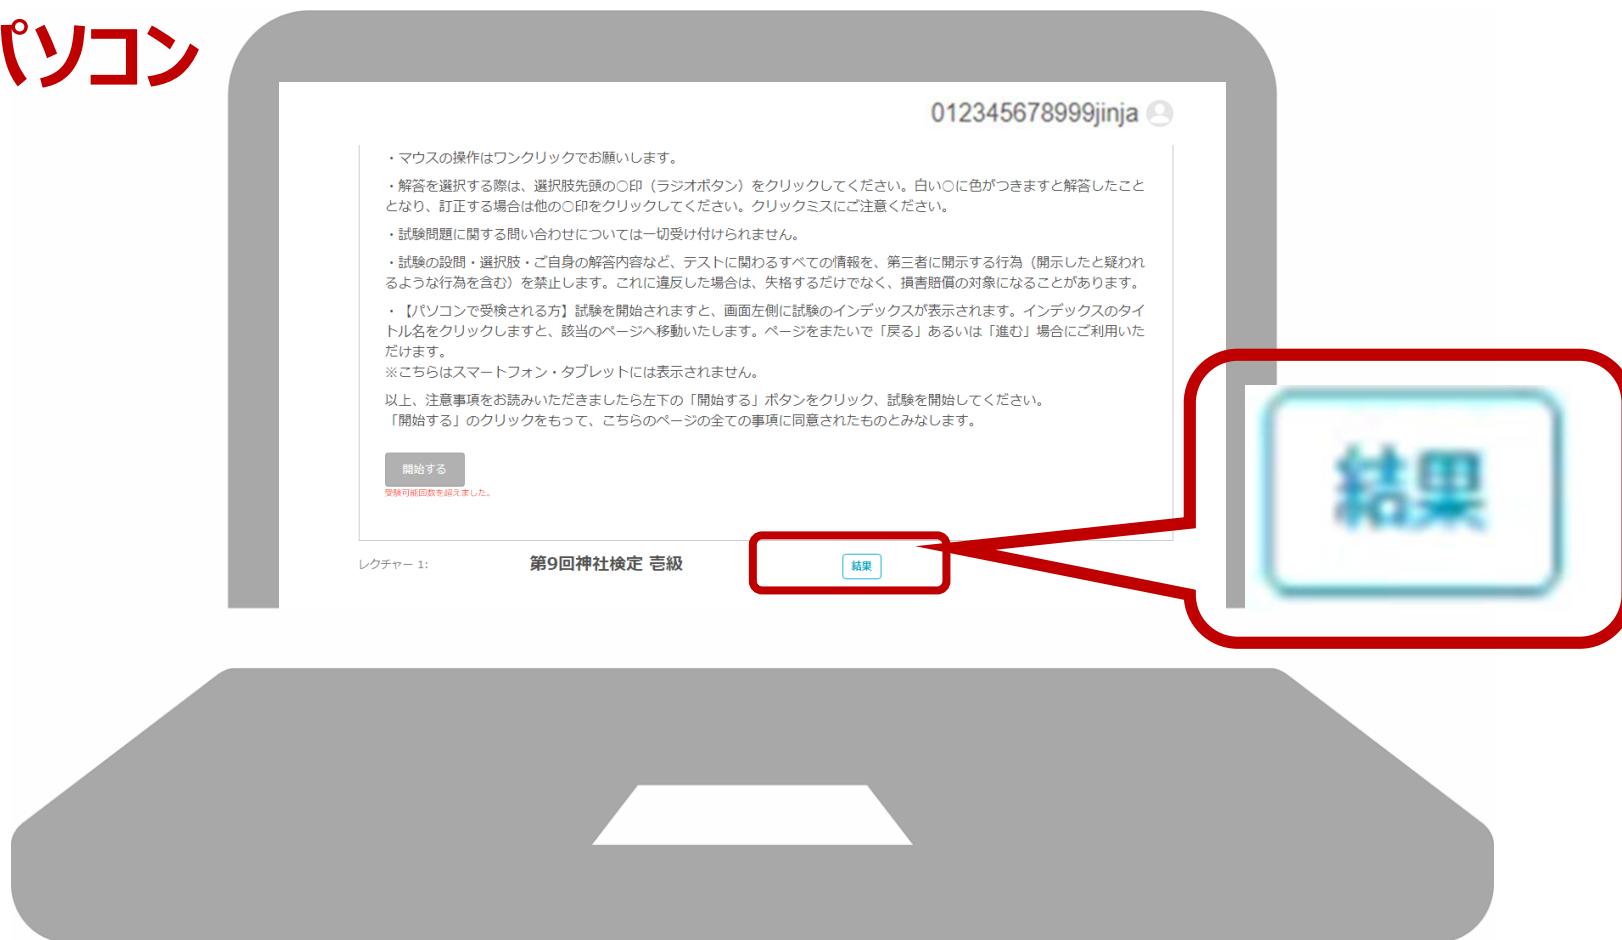 パソコン
012345678999jinja
・マウスの操作はワンクリックでお願いします。
・解答を選択する際は、選択肢先頭の○印（ラジオボタン）をクリックしてください。白い○に色がつきますと解答したこと
となり、訂正する場合は他の○印をクリックしてください。クリックミスにご注意ください。
・試験問題に関する問い合わせについては一切受け付けられません。
・試験の設問・選択肢・ご自身の解答内容など、テストに関わるすべての情報を、第三者に開示する行為（開示したと疑われ
るような行為を含む）を禁止します。これに違反した場合は、失格するだけでなく、損害賠償の対象になることがあります。
・【パソコンで受検される方】試験を開始されますと、画面左側に試験のインデックスが表示されます。インデックスのタイ
トル名をクリックしますと、該当のページへ移動いたします。ページをまたいで「戻る」あるいは「進む」場合にご利用いた
だけます。
※こちらはスマートフォン・タブレットには表示されません。
以上、注意事項をお読みいただきましたら左下の「開始する」ボタンをクリック、試験を開始してください。
「開始する」のクリックをもって、こちらのページの全ての事項に同意されたものとみなします。
開始する
受験可能回数を超えました。
レクチャー 1:
第9回神社検定 壱級
結果
結果